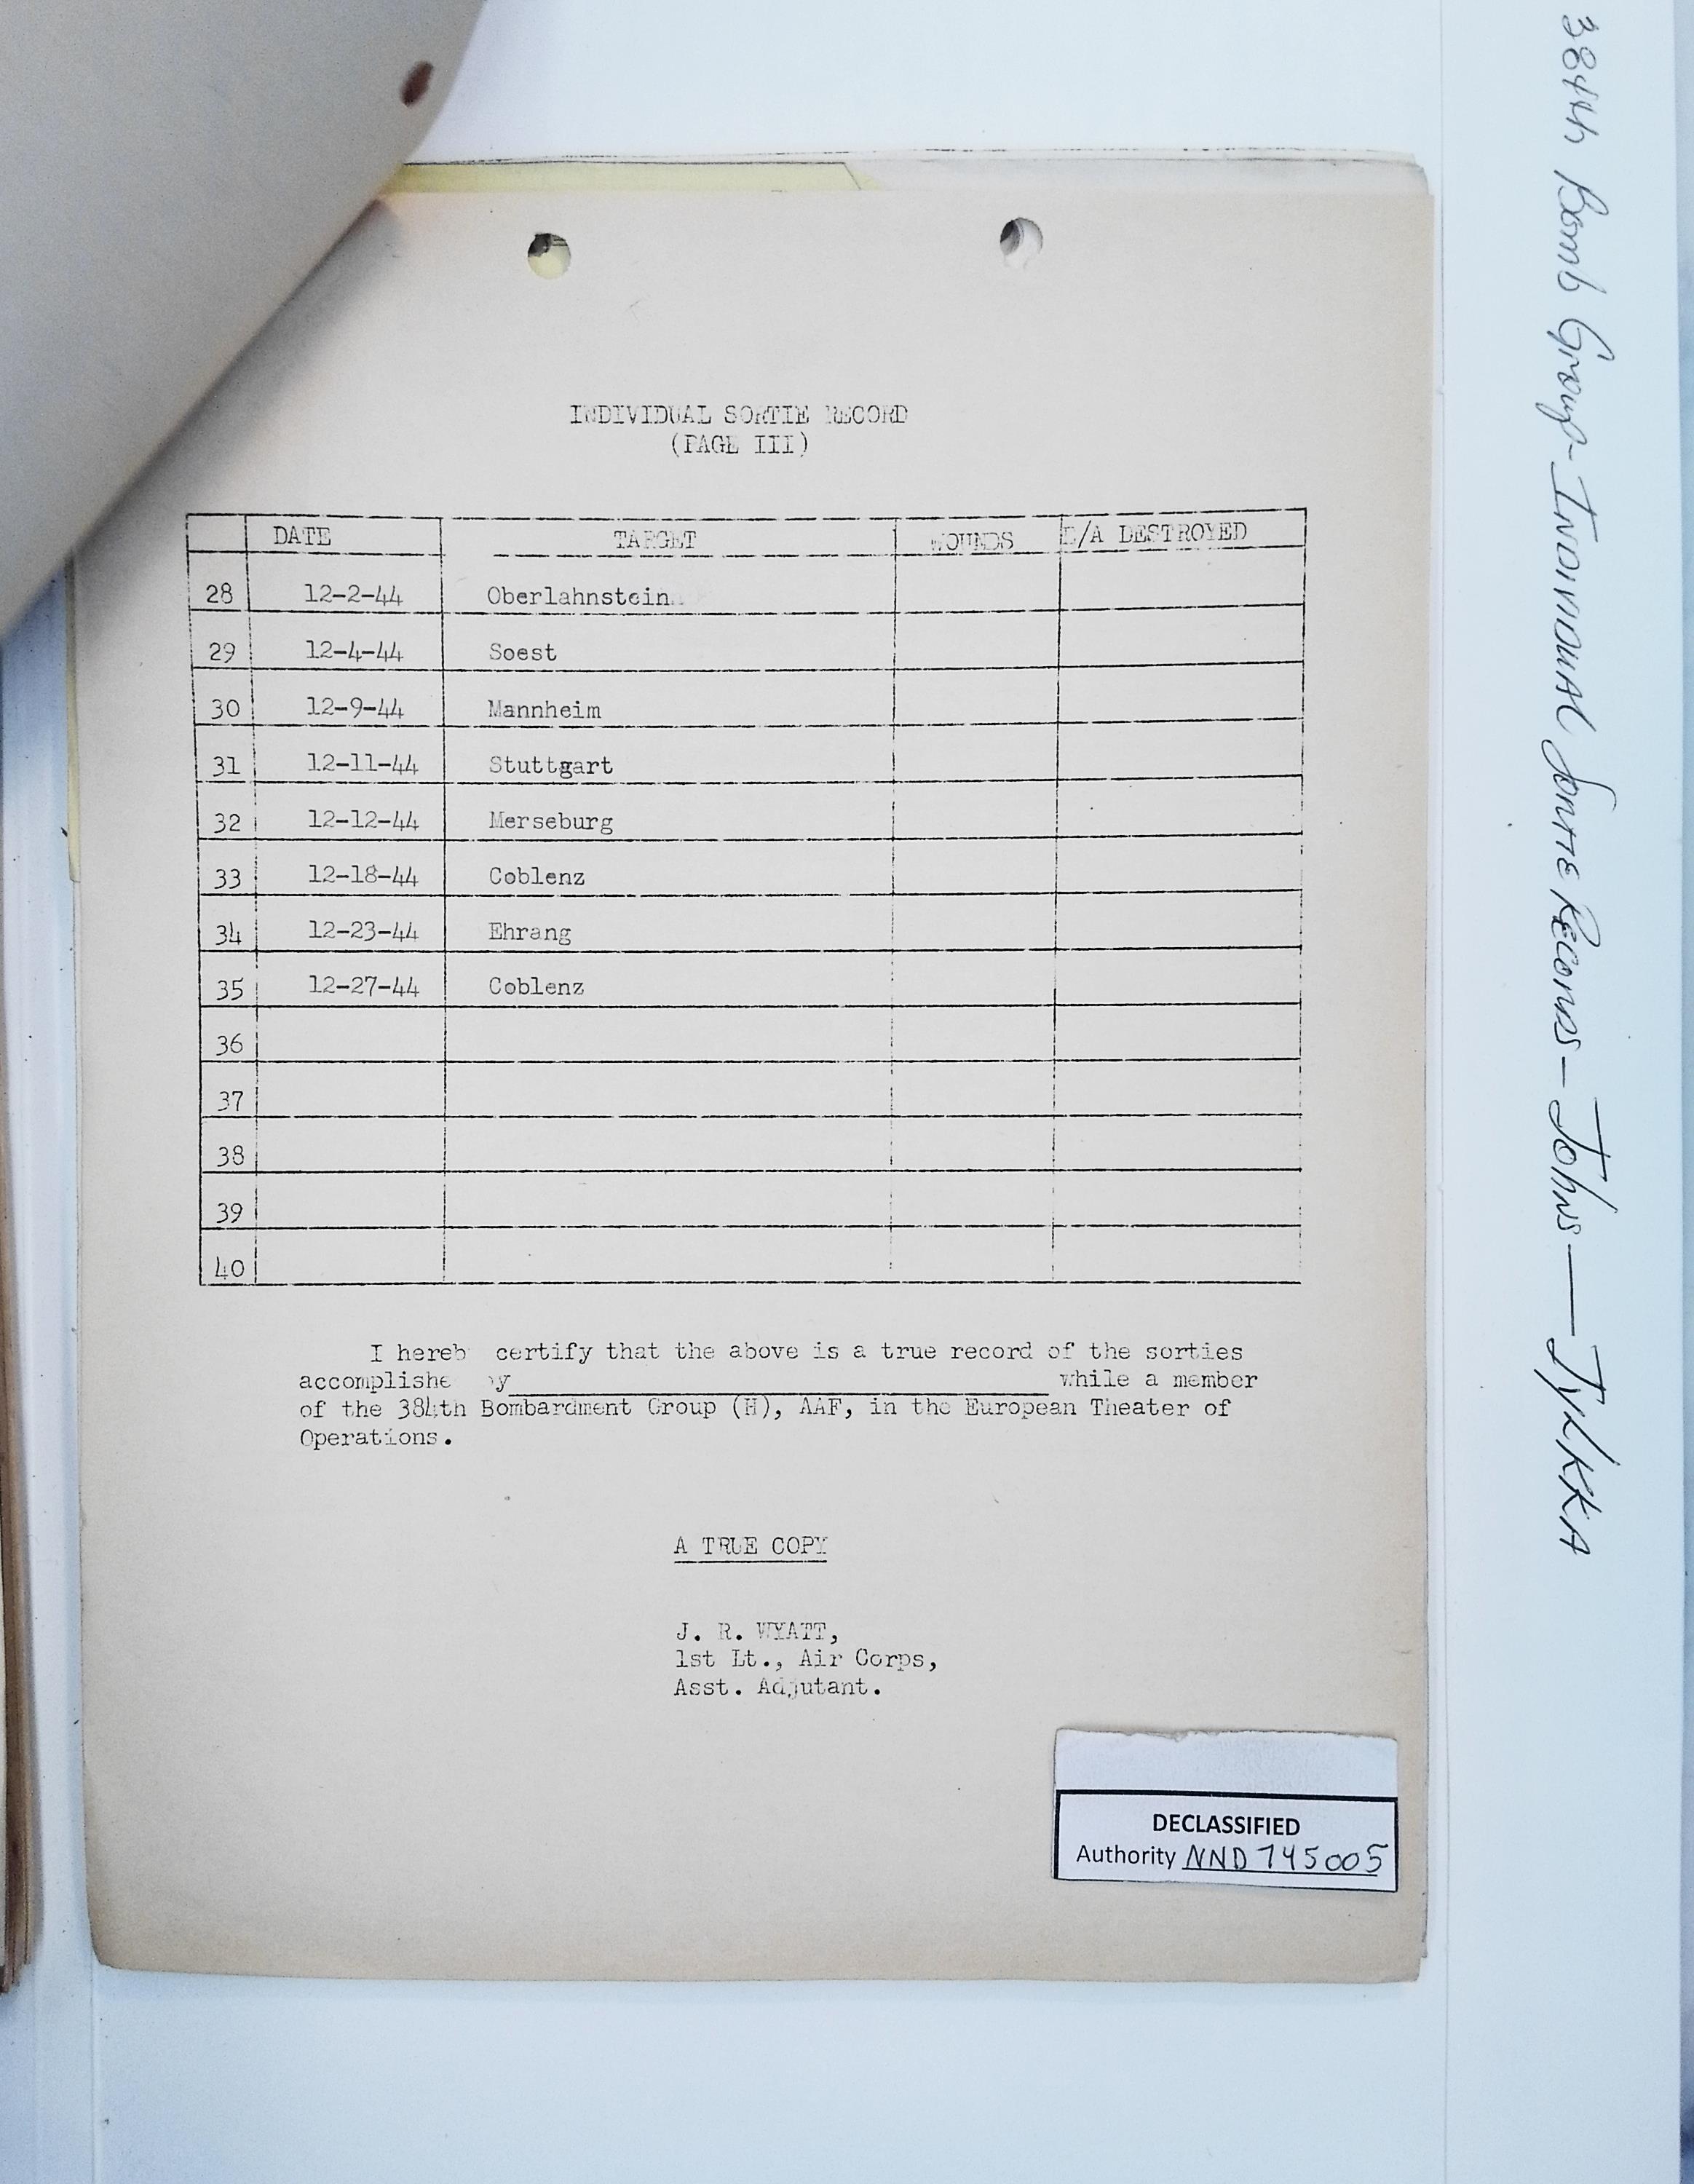 INDIVIDUAL SORTIE RECORD
(PAGE III)
DATE TARGET WOUNDS E/A DESTROYED
28 12-2-44 Oberlahnstein
29 12-4-44 Soest
30 12-9-44 Mannheim
31 12-11-44 Stuttgart
32 12-12-44 Merseburg
33 12-18-44 Coblenz
34 12-23-44 Ehrang
35 12-27-44 Coblenz
36
37
38
39
40
I hereb certify that the above is a true record of the sorties
accomplishe y while a member
of the 384th Bombardment Group (H), AAF, in the European Theater of
Operations.
A TRUE COPY
J. R. WYATT,
1st Lt., Air Corps,
Asst. Adjutant.
DECLASSIFIED
Authority NND 745005
384th Bomb Group - Individual Sortie Records - Johns - Tylkka